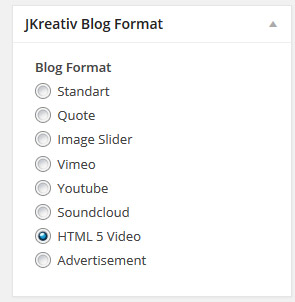 JKreativ Blog Format
Blog Format
Standart
Quote
Image Slider
Vimeo
Youtube
Soundcloud
HTML 5 Video
Advertisement